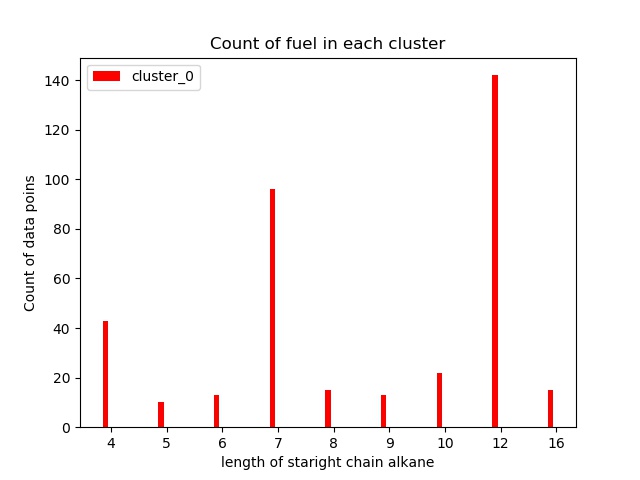 Count of fuel in each cluster
cluster_0
Count of data poins
140
120
100
80
60
40
20
0
4 5 6 7 8 9 10 12 16
length of staright chain alkane